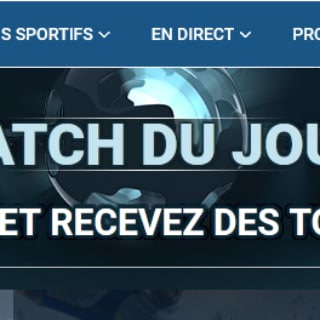 S SPORTIFS EN DIRECT PRO
ATCH DU JOU
ET RECEVEZ DES TO